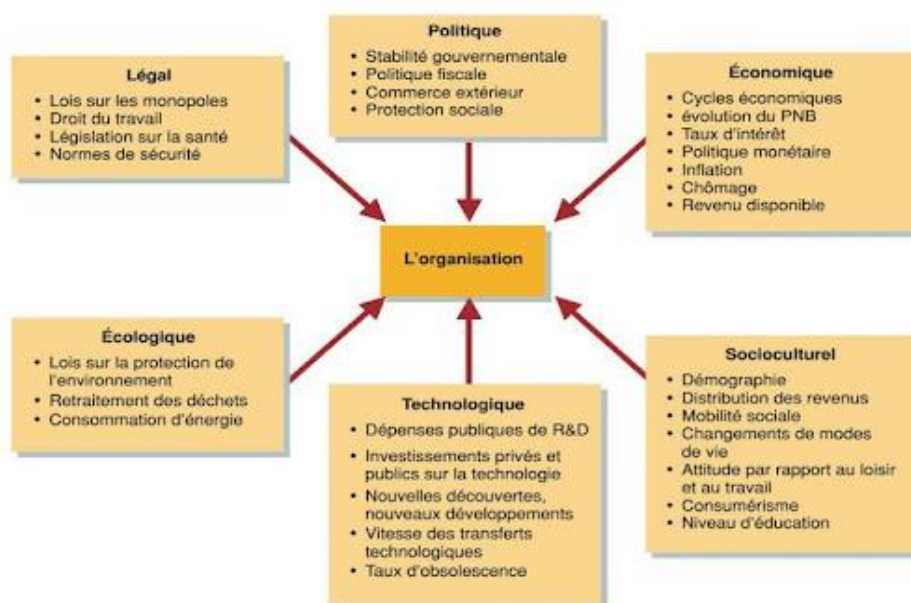 Politique
• Stabilité gouvernementale
• Politique fiscale
• Commerce extérieur
• Protection sociale
Légal
• Lois sur les monopoles
• Droit du travail
• Législation sur la santé
• Normes de sécurité
Économique
• Cycles économiques
• évolution du PNB
• Taux d'intérêt
• Politique monétaire
• Inflation
• Chômage
• Revenu disponible
L'organisation
Écologique
• Lois sur la protection de
l'environnement
• Retraitement des déchets
• Consommation d'énergie
Technologique
• Dépenses publiques de R&D
• Investissements privés et
publics sur la technologie
• Nouvelles découvertes,
nouveaux développements
• Vitesse des transferts
technologiques
• Taux d'obsolescence
Socioculturel
• Démographie
• Distribution des revenus
• Mobilité sociale
• Changements de modes
de vie
• Attitude par rapport au loisir
et au travail
• Consumérisme
• Niveau d'éducation